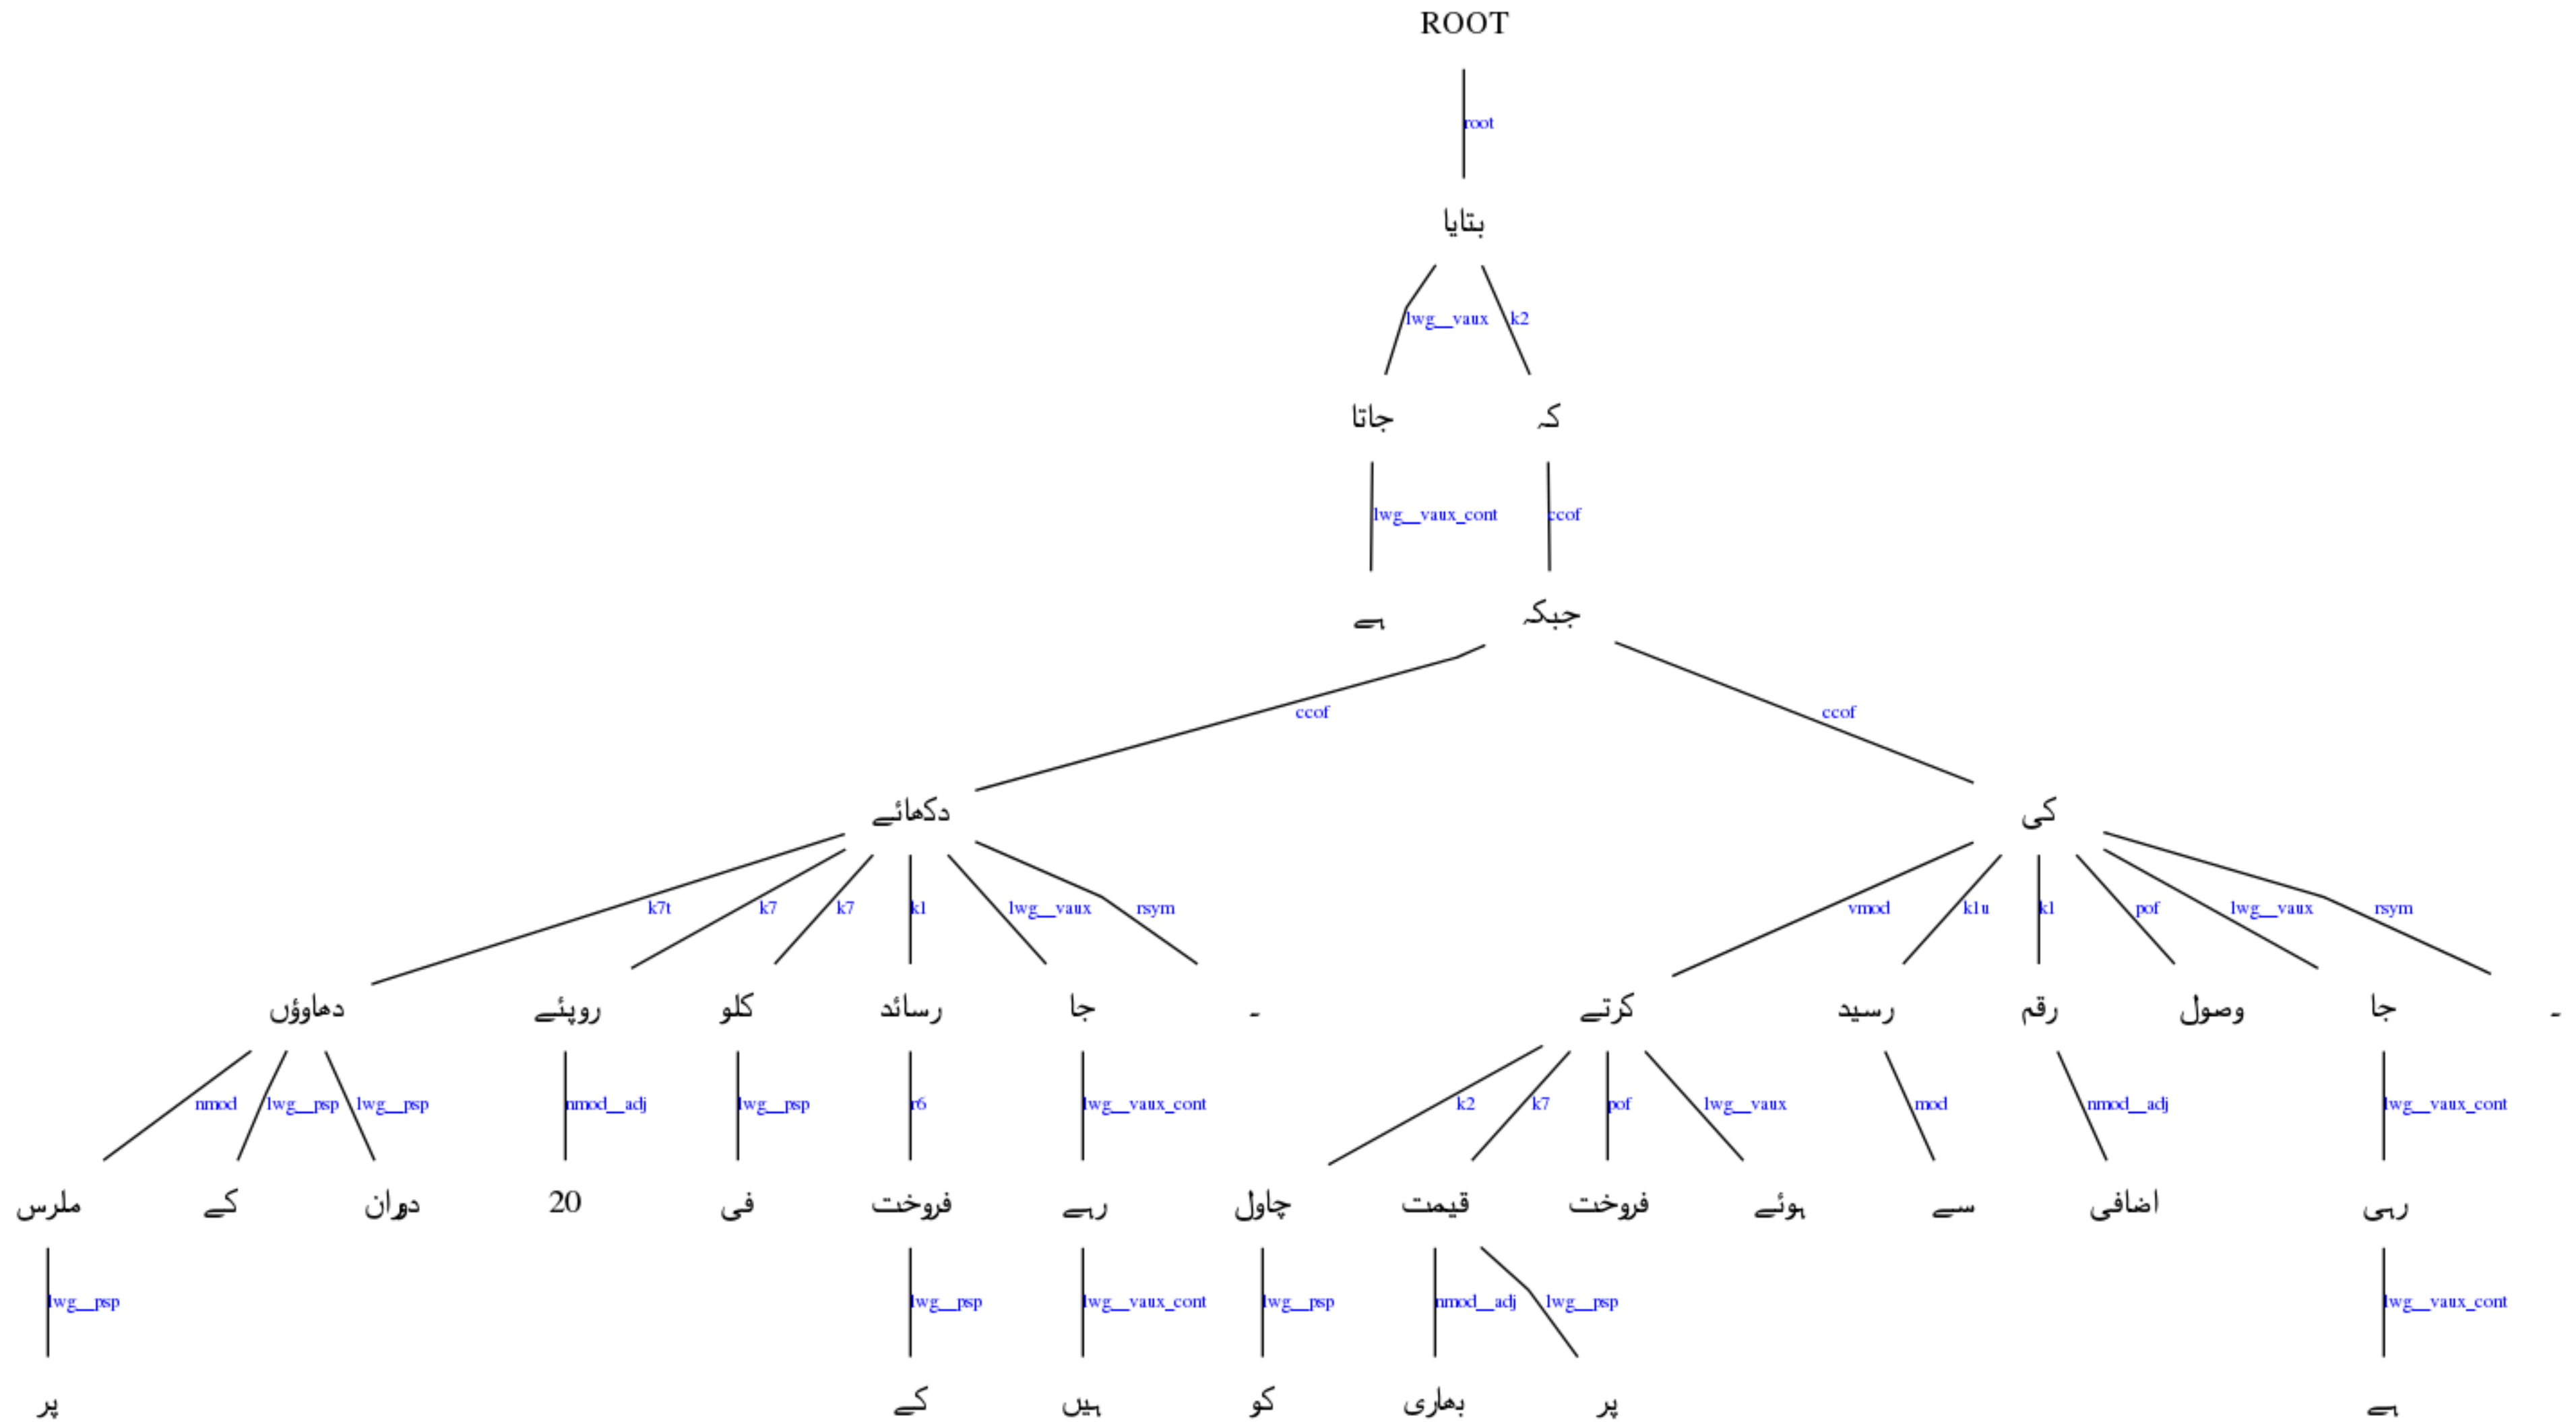 ROOT
root
بتایا
lwg__vaux k2
جاتا کہ
lwg__vaux_cont ccof
ہے جبکہ
ccof ccof
دکھائے کی
k7t k7 k7 k1 lwg__vaux rsym vmod k1u k1 pof lwg__vaux rsym
دھاوؤں روپئے کلو رسائد جا ۔ کرتے رسید رقم وصول جا ۔
nmod lwg__psp lwg__psp nmod__adj lwg__psp r6 lwg__vaux_cont k2 k7 pof lwg__vaux mod nmod__adj lwg__vaux_cont
ملرس کے دوران 20 فی فروخت رہے چاول قیمت فروخت ہوئے سے اضافی رہی
lwg__psp lwg__psp lwg__vaux_cont lwg__psp nmod__adj lwg__psp lwg__vaux_cont
پر کے ہیں کو بھاری پر ہے